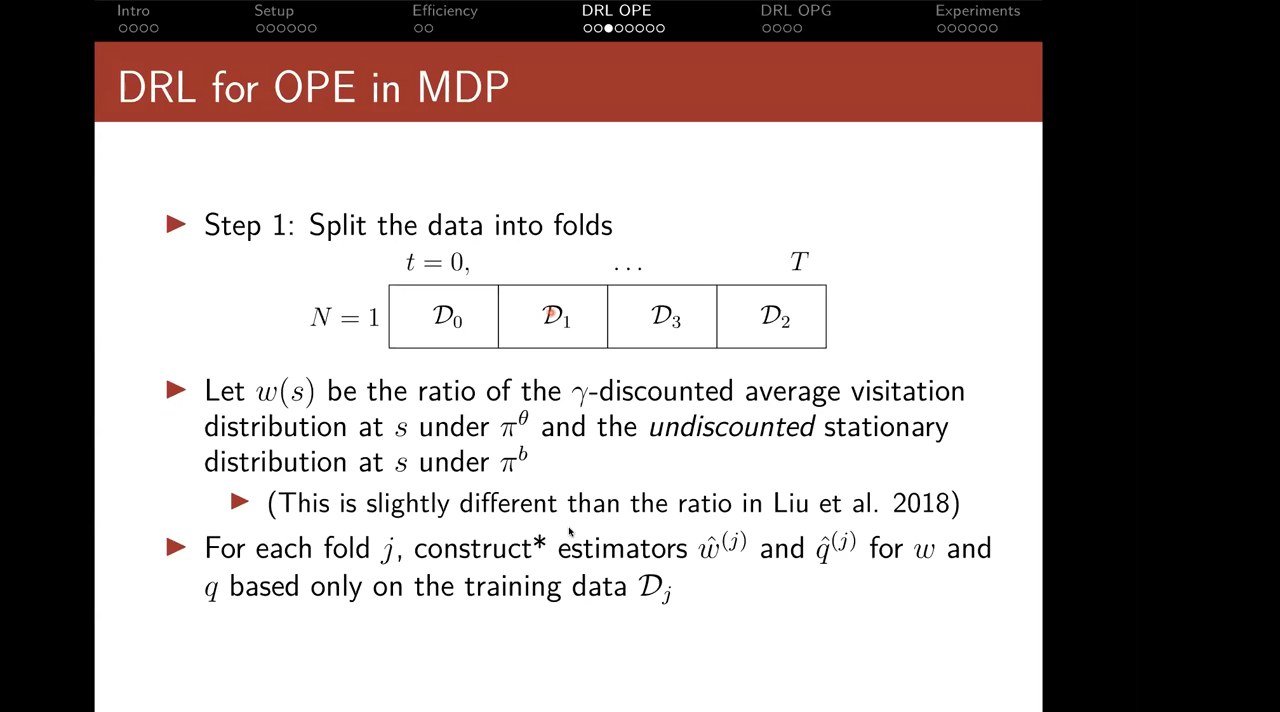 Intro Setup Efficiency DRL OPE DRL OPG Experiments
DRL for OPE in MDP
Step 1: Split the data into folds
t = 0, ... T
N = 1 𝒟₀ 𝒟₁ 𝒟₃ 𝒟₂
Let w(s) be the ratio of the γ-discounted average visitation
distribution at s under π^θ and the undiscounted stationary
distribution at s under π^b
(This is slightly different than the ratio in Liu et al. 2018)
For each fold j, construct* estimators ŵ^(j) and q̂^(j) for w and
q based only on the training data 𝒟ⱼ